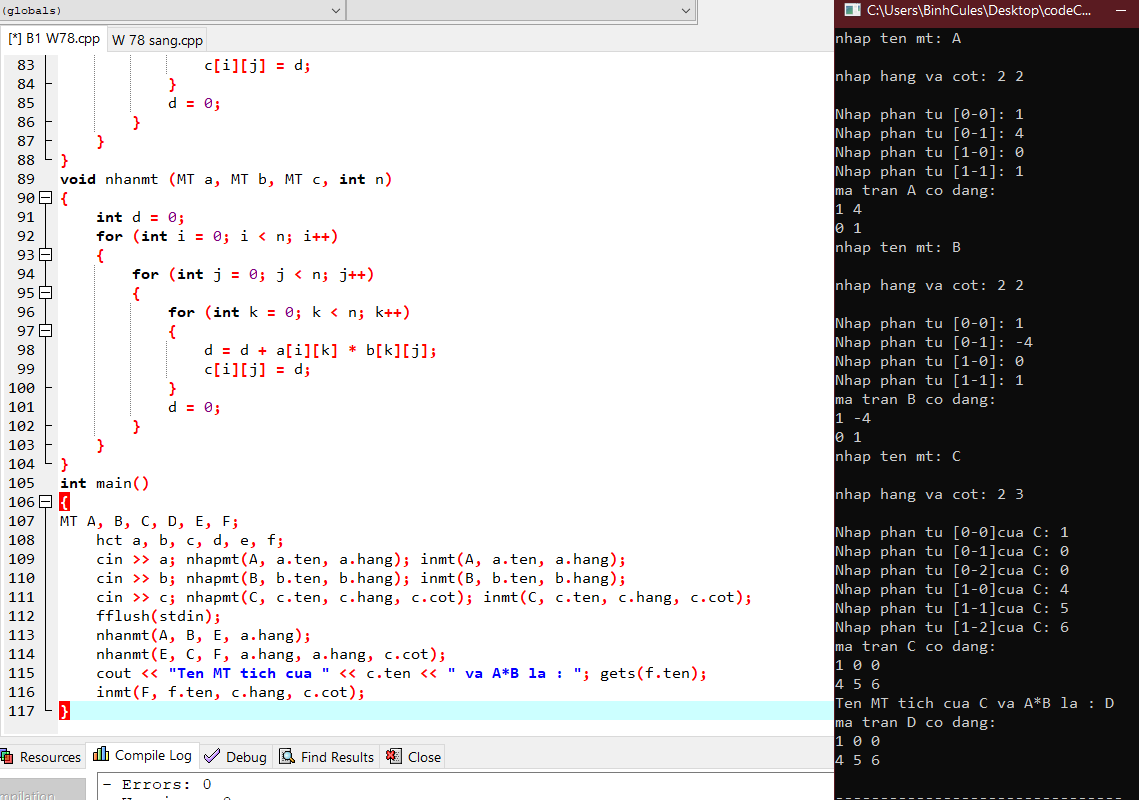 (globals)
[*] B1 W78.cpp
W 78 sang.cpp
83 c[i][j] = d;
84 }
85 d = 0;
86 }
87 }
88 }
89 void nhanmt (MT a, MT b, MT c, int n)
90 {
91 int d = 0;
92 for (int i = 0; i < n; i++)
93 {
94 for (int j = 0; j < n; j++)
95 {
96 for (int k = 0; k < n; k++)
97 {
98 d = d + a[i][k] * b[k][j];
99 c[i][j] = d;
100 }
101 d = 0;
102 }
103 }
104 }
105 int main()
106 {
107 MT A, B, C, D, E, F;
108 hct a, b, c, d, e, f;
109 cin >> a; nhapmt(A, a.ten, a.hang); inmt(A, a.ten, a.hang);
110 cin >> b; nhapmt(B, b.ten, b.hang); inmt(B, b.ten, b.hang);
111 cin >> c; nhapmt(C, c.ten, c.hang, c.cot); inmt(C, c.ten, c.hang, c.cot);
112 fflush(stdin);
113 nhanmt(A, B, E, a.hang);
114 nhanmt(E, C, F, a.hang, a.hang, c.cot);
115 cout << "Ten MT tich cua " << c.ten << " va A*B la : "; gets(f.ten);
116 inmt(F, f.ten, c.hang, c.cot);
117 }
Resources
Compile Log
Debug
Find Results
Close
- Errors: 0
C:\Users\BinhCules\Desktop\codeC...
nhap ten mt: A
nhap hang va cot: 2 2
Nhap phan tu [0-0]: 1
Nhap phan tu [0-1]: 4
Nhap phan tu [1-0]: 0
Nhap phan tu [1-1]: 1
ma tran A co dang:
1 4
0 1
nhap ten mt: B
nhap hang va cot: 2 2
Nhap phan tu [0-0]: 1
Nhap phan tu [0-1]: -4
Nhap phan tu [1-0]: 0
Nhap phan tu [1-1]: 1
ma tran B co dang:
1 -4
0 1
nhap ten mt: C
nhap hang va cot: 2 3
Nhap phan tu [0-0]cua C: 1
Nhap phan tu [0-1]cua C: 0
Nhap phan tu [0-2]cua C: 0
Nhap phan tu [1-0]cua C: 4
Nhap phan tu [1-1]cua C: 5
Nhap phan tu [1-2]cua C: 6
ma tran C co dang:
1 0 0
4 5 6
Ten MT tich cua C va A*B la : D
ma tran D co dang:
1 0 0
4 5 6